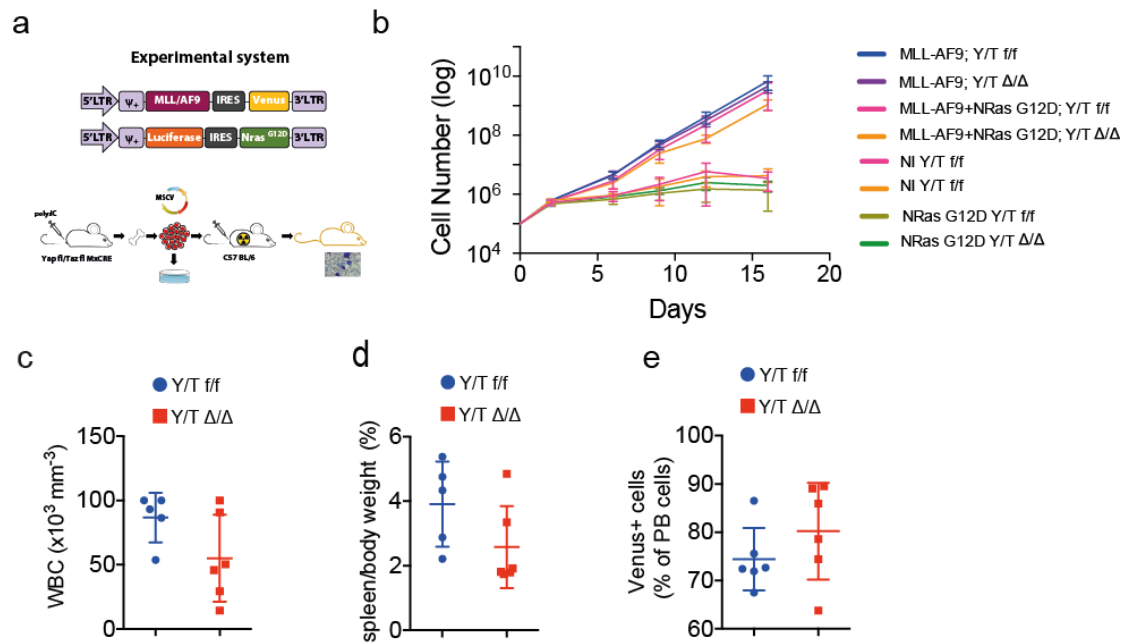 a
Experimental system
5'LTR Ψ+ MLL/AF9 IRES Venus 3'LTR
5'LTR Ψ+ Luciferase IRES Nras G12D 3'LTR
MSCV
polydC
Yap fl/Taz fl MxCRE
C57 BL/6
b
Cell Number (log)
10^10
10^8
10^6
10^4
0 5 10 15 20
Days
MLL-AF9; Y/T f/f
MLL-AF9; Y/T Δ/Δ
MLL-AF9+NRas G12D; Y/T f/f
MLL-AF9+NRas G12D; Y/T Δ/Δ
NI Y/T f/f
NI Y/T f/f
NRas G12D Y/T f/f
NRas G12D Y/T Δ/Δ
c
Y/T f/f
Y/T Δ/Δ
WBC (x10^3 mm-3)
150
100
50
0
d
Y/T f/f
Y/T Δ/Δ
spleen/body weight (%)
6
4
2
0
e
Y/T f/f
Y/T Δ/Δ
Venus+ cells
(% of PB cells)
100
90
80
70
60